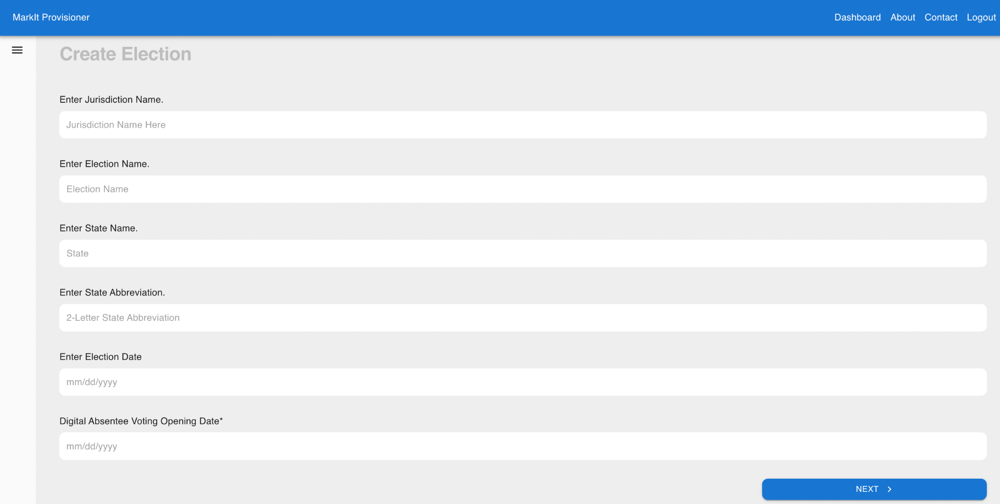 MarkIt Provisioner
Dashboard About Contact Logout
Create Election
Enter Jurisdiction Name.
Jurisdiction Name Here
Enter Election Name.
Election Name
Enter State Name.
State
Enter State Abbreviation.
2-Letter State Abbreviation
Enter Election Date
mm/dd/yyyy
Digital Absentee Voting Opening Date*
mm/dd/yyyy
NEXT